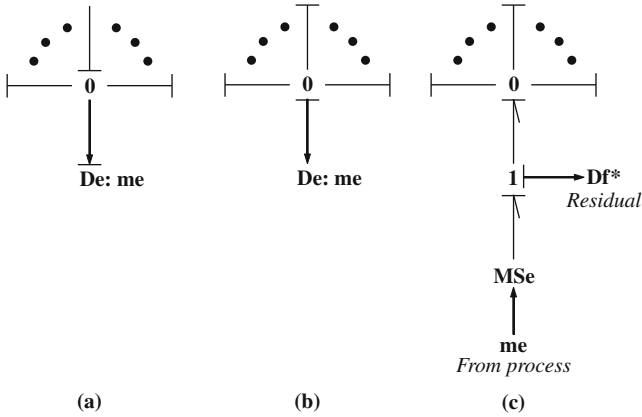 0 0 0
De: me De: me 1 Df*
Residual
MSe
me
From process
(a) (b) (c)